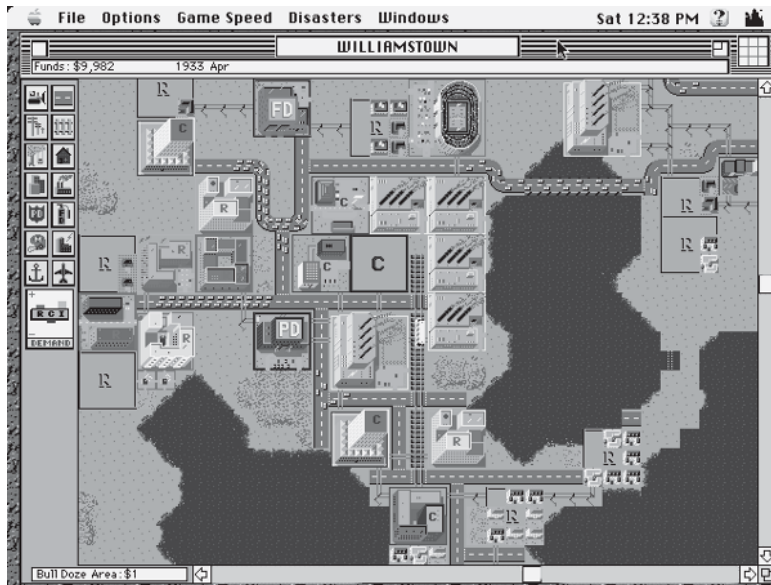 File Options Game Speed Disasters Windows Sat 12:38 PM ?
WILLIAMSTOWN
Funds: $9,982 1933 Apr
R
FD
C
R
R
C
R
R
R
R
C
C
+
R C I
−
DEMAND
PD
R
R
C
R
R
C
R
Bull Doze Area: $1